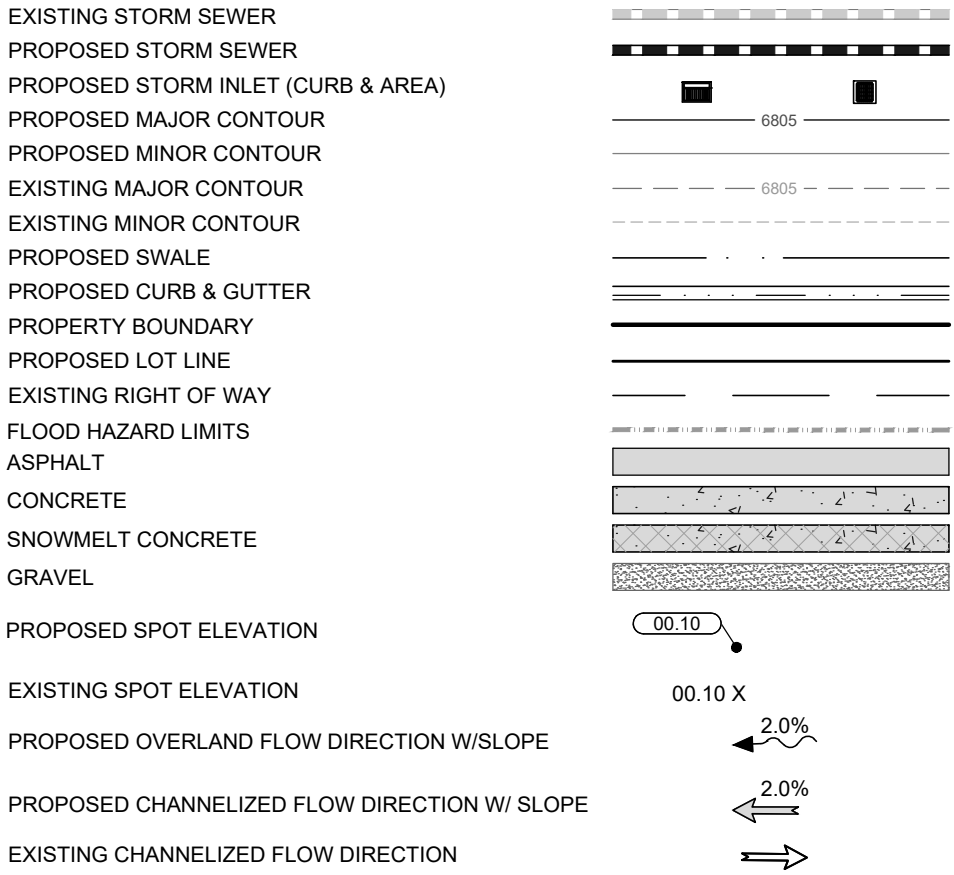 EXISTING STORM SEWER
PROPOSED STORM SEWER
PROPOSED STORM INLET (CURB & AREA)
PROPOSED MAJOR CONTOUR 6805
PROPOSED MINOR CONTOUR
EXISTING MAJOR CONTOUR 6805
EXISTING MINOR CONTOUR
PROPOSED SWALE
PROPOSED CURB & GUTTER
PROPERTY BOUNDARY
PROPOSED LOT LINE
EXISTING RIGHT OF WAY
FLOOD HAZARD LIMITS
ASPHALT
CONCRETE
SNOWMELT CONCRETE
GRAVEL
PROPOSED SPOT ELEVATION 00.10
EXISTING SPOT ELEVATION 00.10 X
PROPOSED OVERLAND FLOW DIRECTION W/SLOPE 2.0%
PROPOSED CHANNELIZED FLOW DIRECTION W/ SLOPE 2.0%
EXISTING CHANNELIZED FLOW DIRECTION